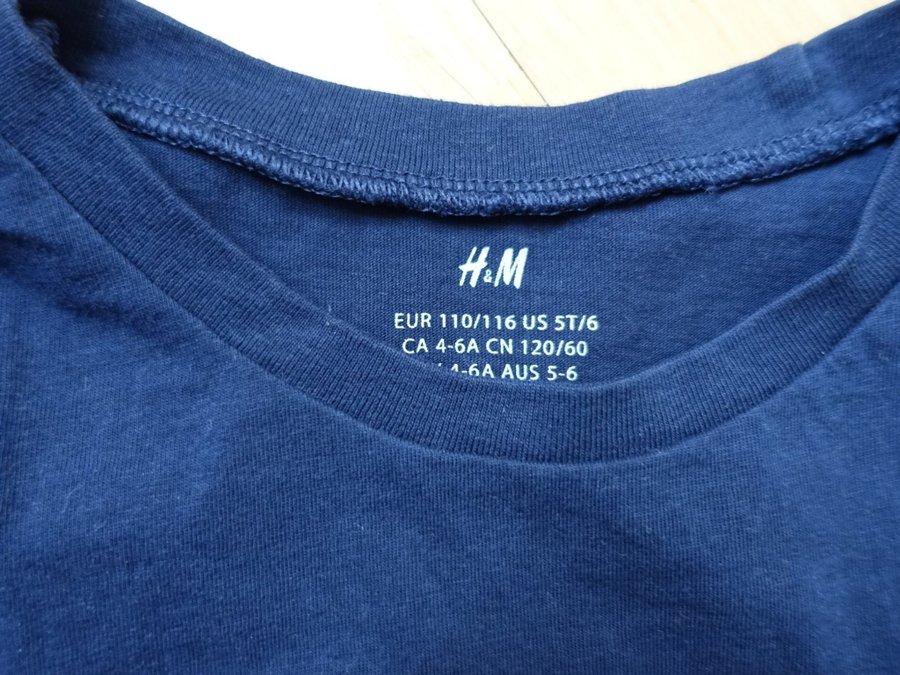 H&M
EUR 110/116 US 5T/6
CA 4-6A CN 120/60
4-6A AUS 5-6